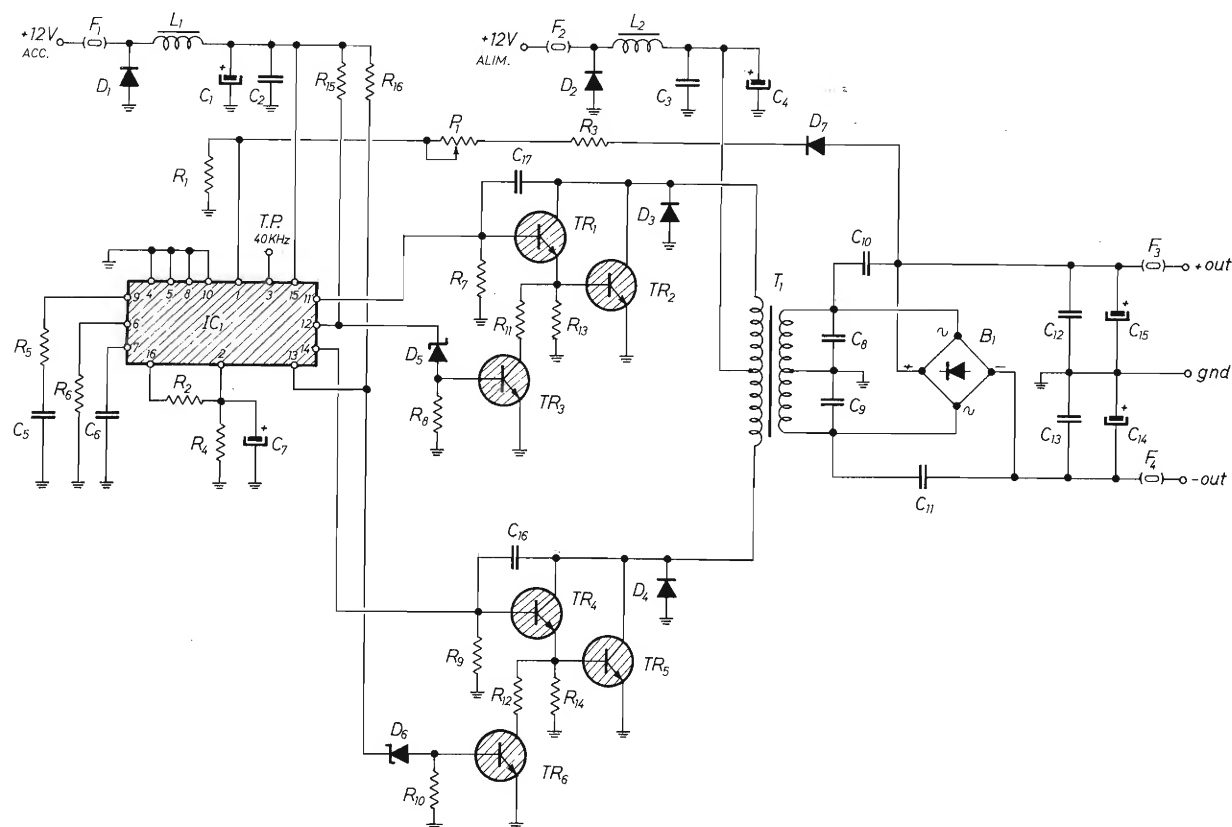 +12V
ACC.
F1
L1
D1
C1
+
C2
R15
R16
+12V
ALIM.
F2
L2
D2
C3
+
C4
R1
P1
R3
D7
C17
TR1
D3
T.P.
40KHz
R7
TR2
C10
F3
+out
T1
4 5 8 10 1 3 15
9
6
7
IC1
11
12
14
16 2 13
R11
R13
C8
~
B1
+
−
~
C12
+
C15
R5
R6
D5
TR3
R8
C9
gnd
C13
+
C14
C5
C6
R2
R4
+
C7
F4
-out
C11
C16
TR4
D4
R9
TR5
R12
R14
D6
TR6
R10